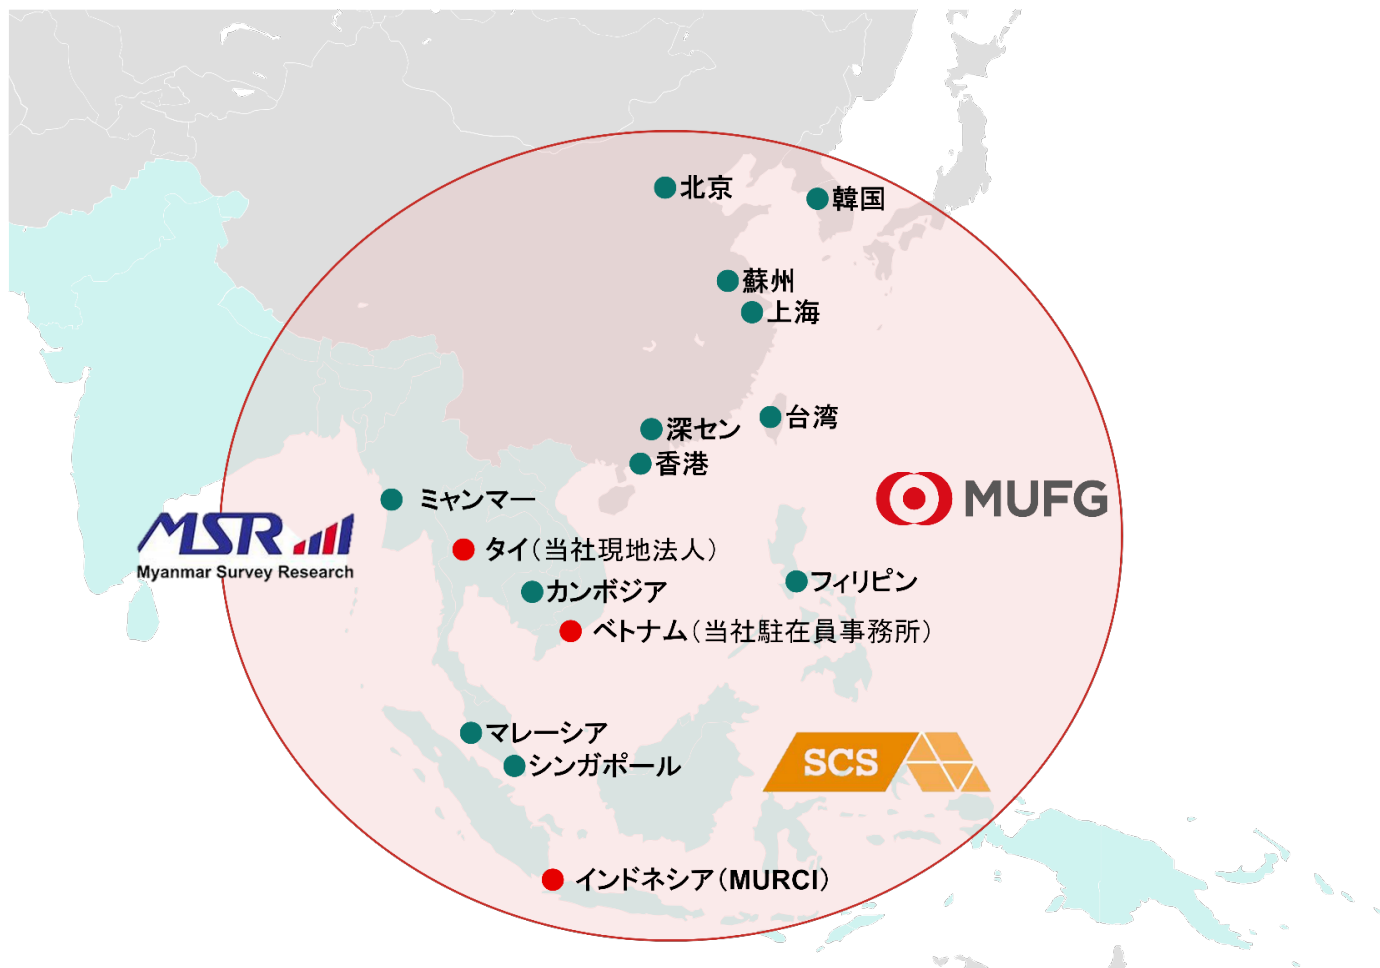 北京
韓国
蘇州
上海
台湾
深セン
香港
MUFG
ミャンマー
MSR
Myanmar Survey Research
タイ（当社現地法人）
フィリピン
カンボジア
ベトナム（当社駐在員事務所）
マレーシア
シンガポール
SCS
インドネシア（MURCI）